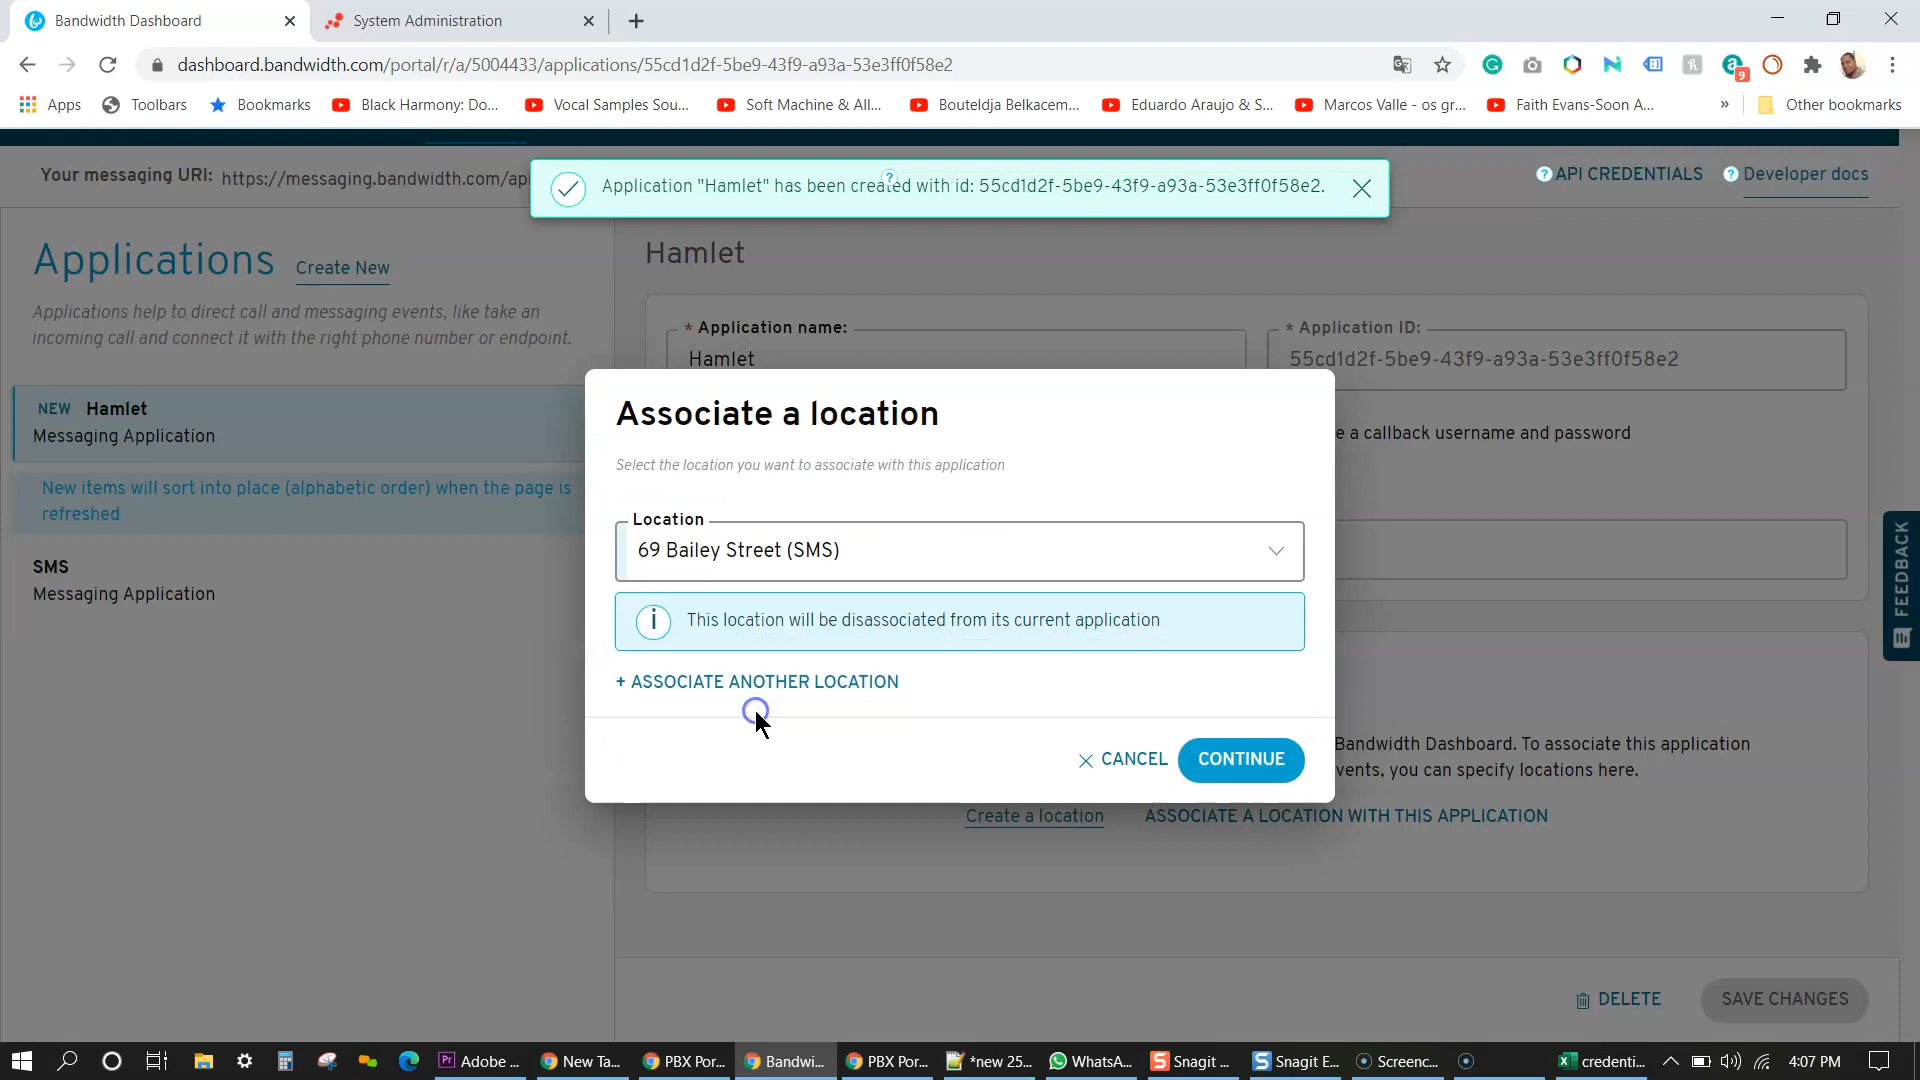 Bandwidth Dashboard
System Administration
dashboard.bandwidth.com/portal/r/a/5004433/applications/55cd1d2f-5be9-43f9-a93a-53e3ff0f58e2
9
Apps
Toolbars
Bookmarks
Black Harmony: Do...
Vocal Samples Sou...
Soft Machine & All...
Bouteldja Belkacem...
Eduardo Araujo & S...
Marcos Valle - os gr...
Faith Evans-Soon A...
»
Other bookmarks
Your messaging URI: https://messaging.bandwidth.com/api
Application "Hamlet" has been created with id: 55cd1d2f-5be9-43f9-a93a-53e3ff0f58e2.
? API CREDENTIALS
? Developer docs
Applications
Create New
Applications help to direct call and messaging events, like take an
incoming call and connect it with the right phone number or endpoint.
NEW Hamlet
Messaging Application
New items will sort into place (alphabetic order) when the page is
refreshed
SMS
Messaging Application
Hamlet
* Application name:
Hamlet
* Application ID:
55cd1d2f-5be9-43f9-a93a-53e3ff0f58e2
e a callback username and password
Associate a location
Select the location you want to associate with this application
Location
69 Bailey Street (SMS)
i This location will be disassociated from its current application
+ ASSOCIATE ANOTHER LOCATION
CANCEL
CONTINUE
Bandwidth Dashboard. To associate this application
vents, you can specify locations here.
Create a location
ASSOCIATE A LOCATION WITH THIS APPLICATION
FEEDBACK
DELETE
SAVE CHANGES
Adobe ...
New Ta...
PBX Por...
Bandwi...
PBX Por...
*new 25...
WhatsA...
Snagit ...
Snagit E...
Screenc...
credenti...
4:07 PM